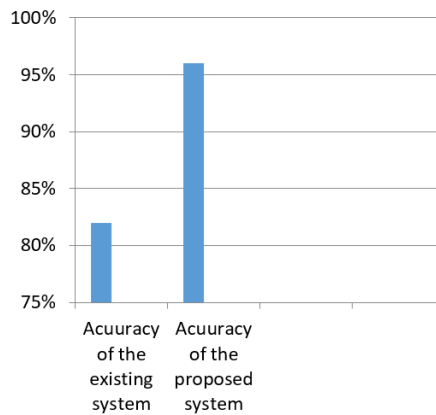 100%
95%
90%
85%
80%
75%
Acuuracy
of the
existing
system
Acuuracy
of the
proposed
system